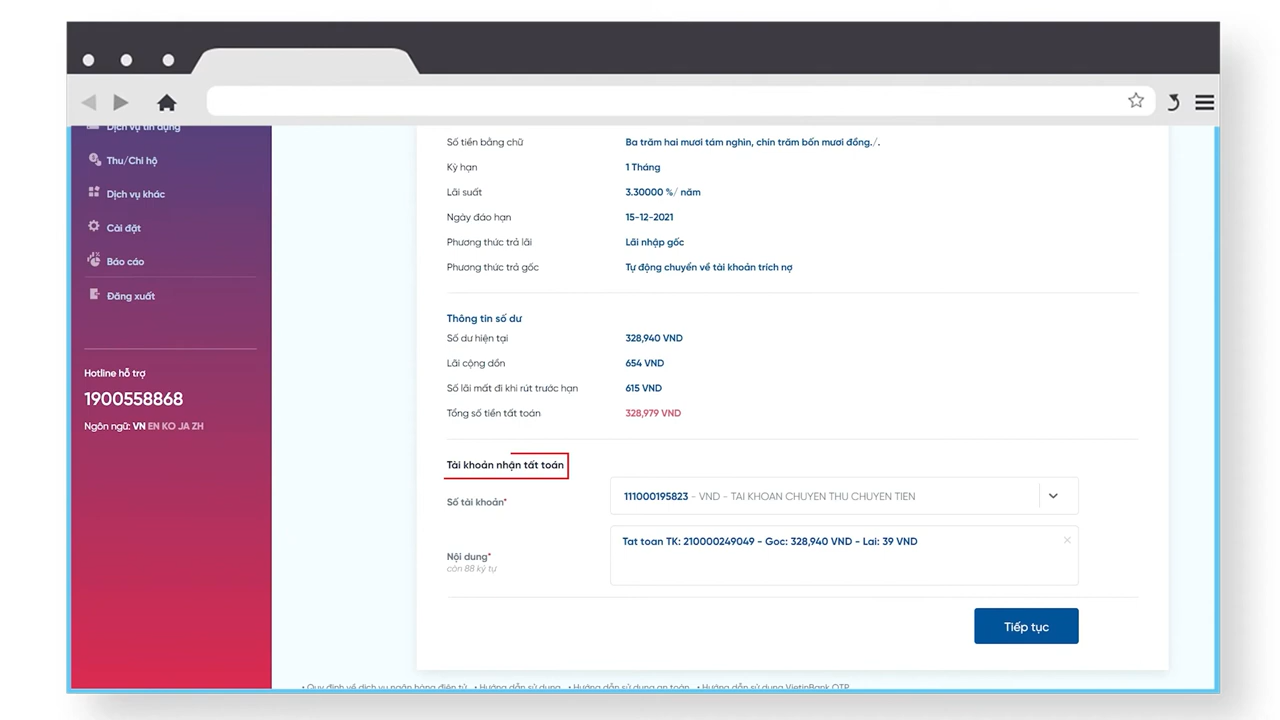 Dịch vụ tín dụng
Thu/Chi hộ
Dịch vụ khác
Cài đặt
Báo cáo
Đăng xuất
Hotline hỗ trợ
1900558868
Ngôn ngữ: VN EN KO JA ZH
Số tiền bằng chữ Ba trăm hai mươi tám nghìn, chín trăm bốn mươi đồng./.
Kỳ hạn 1 Tháng
Lãi suất 3.30000 %/ năm
Ngày đáo hạn 15-12-2021
Phương thức trả lãi Lãi nhập gốc
Phương thức trả gốc Tự động chuyển về tài khoản trích nợ
Thông tin số dư
Số dư hiện tại 328,940 VND
Lãi cộng dồn 654 VND
Số lãi mất đi khi rút trước hạn 615 VND
Tổng số tiền tất toán 328,979 VND
Tài khoản nhận tất toán
Số tài khoản* 111000195823 - VND - TAI KHOAN CHUYEN THU CHUYEN TIEN
Nội dung* Tat toan TK: 210000249049 - Goc: 328,940 VND - Lai: 39 VND
còn 88 ký tự
Tiếp tục
• Quy định về dịch vụ ngân hàng điện tử • Hướng dẫn sử dụng • Hướng dẫn sử dụng an toàn • Hướng dẫn sử dụng VietinBank OTP